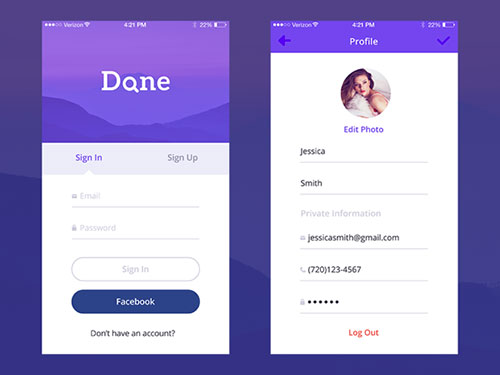 Verizon 4:21 PM 22%
Dane
Sign In Sign Up
Email
Password
Sign In
Facebook
Don't have an account?
Verizon 4:21 PM 22%
Profile
Edit Photo
Jessica
Smith
Private Information
jessicasmith@gmail.com
(720)123-4567
Log Out